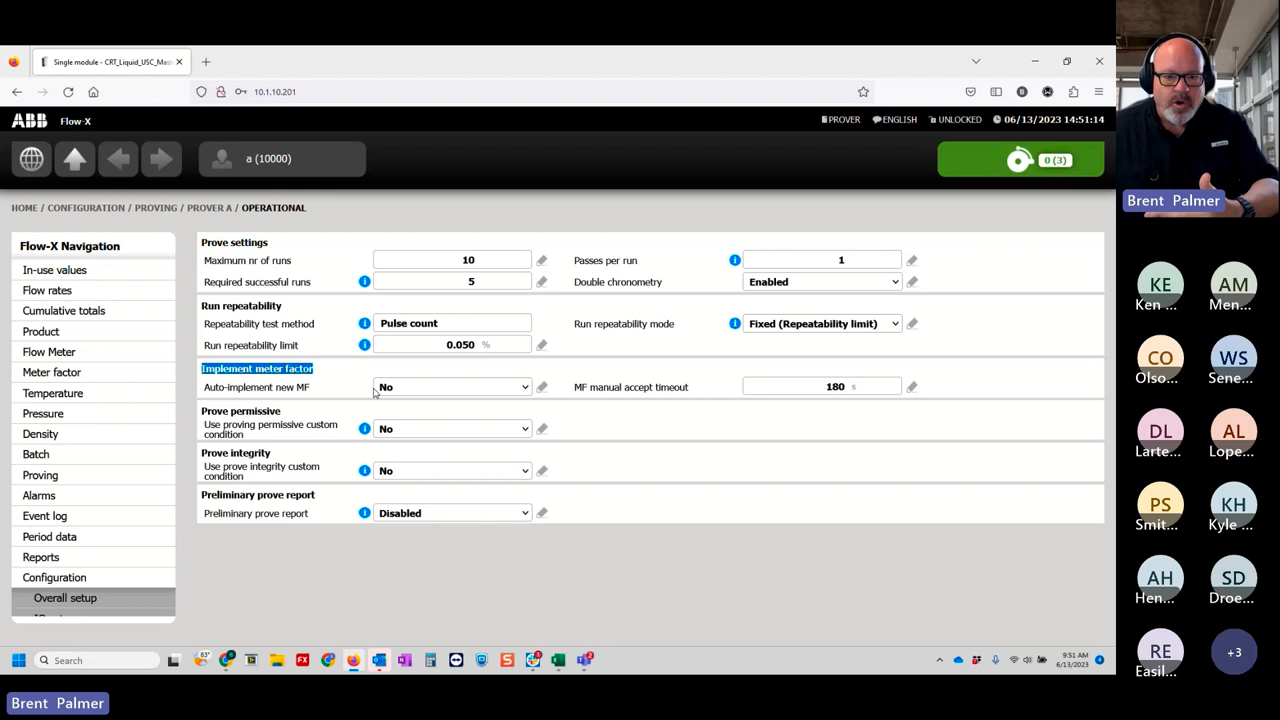 Single module - CRT_Liquid_USC_Mas
10.1.10.201
ABB Flow-X
PROVER ENGLISH UNLOCKED 06/13/2023 14:51:14
a (10000)
0 (3)
HOME / CONFIGURATION / PROVING / PROVER A / OPERATIONAL
Flow-X Navigation
In-use values
Flow rates
Cumulative totals
Product
Flow Meter
Meter factor
Temperature
Pressure
Density
Batch
Proving
Alarms
Event log
Period data
Reports
Configuration
Overall setup
Prove settings
Maximum nr of runs 10 Passes per run 1
Required successful runs 5 Double chronometry Enabled
Run repeatability
Repeatability test method Pulse count Run repeatability mode Fixed (Repeatability limit)
Run repeatability limit 0.050 %
Implement meter factor
Auto-implement new MF No MF manual accept timeout 180 s
Prove permissive
Use proving permissive custom
condition No
Prove integrity
Use prove integrity custom
condition No
Preliminary prove report
Preliminary prove report Disabled
Search
83°
9:51 AM
6/13/2023
Brent Palmer
Brent Palmer
KE AM
Ken ... Men...
CO WS
Olso... Sene...
DL AL
Larte... Lope...
PS KH
Smit... Kyle ...
AH SD
Hen... Droe...
RE +3
Easil...